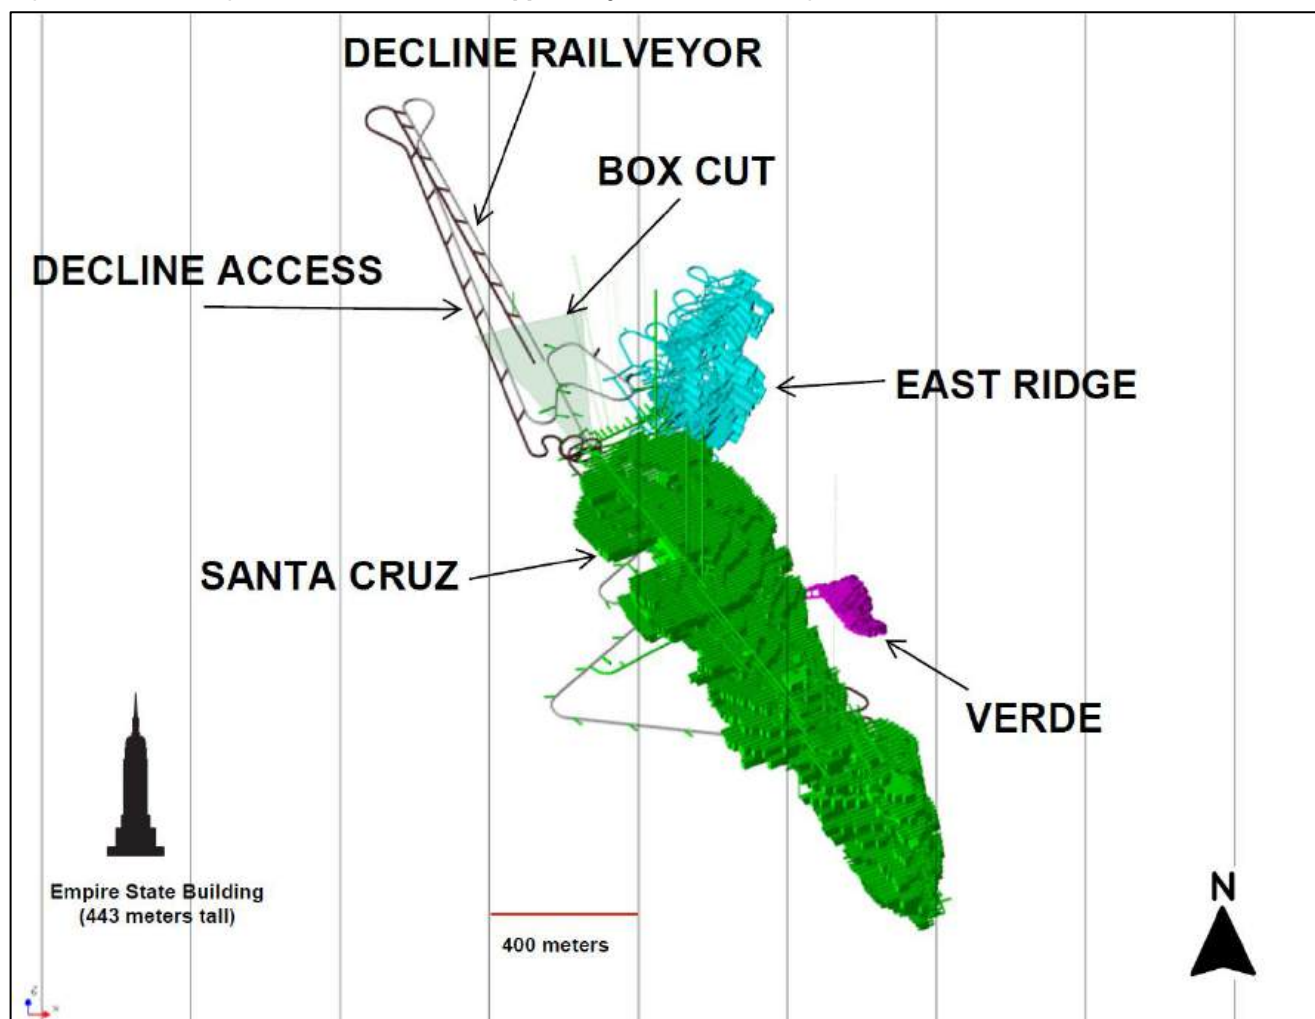 DECLINE RAILVEYOR
BOX CUT
DECLINE ACCESS
EAST RIDGE
SANTA CRUZ
VERDE
Empire State Building
(443 meters tall)
400 meters
N